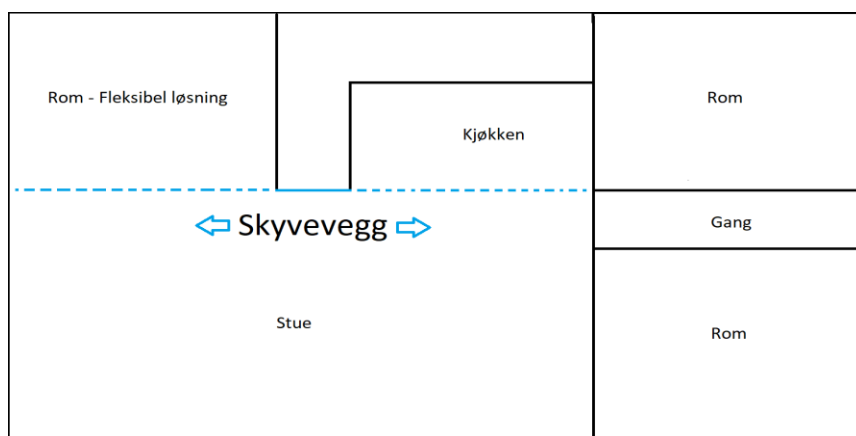 Rom - Fleksibel løsning
Rom
Kjøkken
Skyvevegg
Gang
Stue
Rom